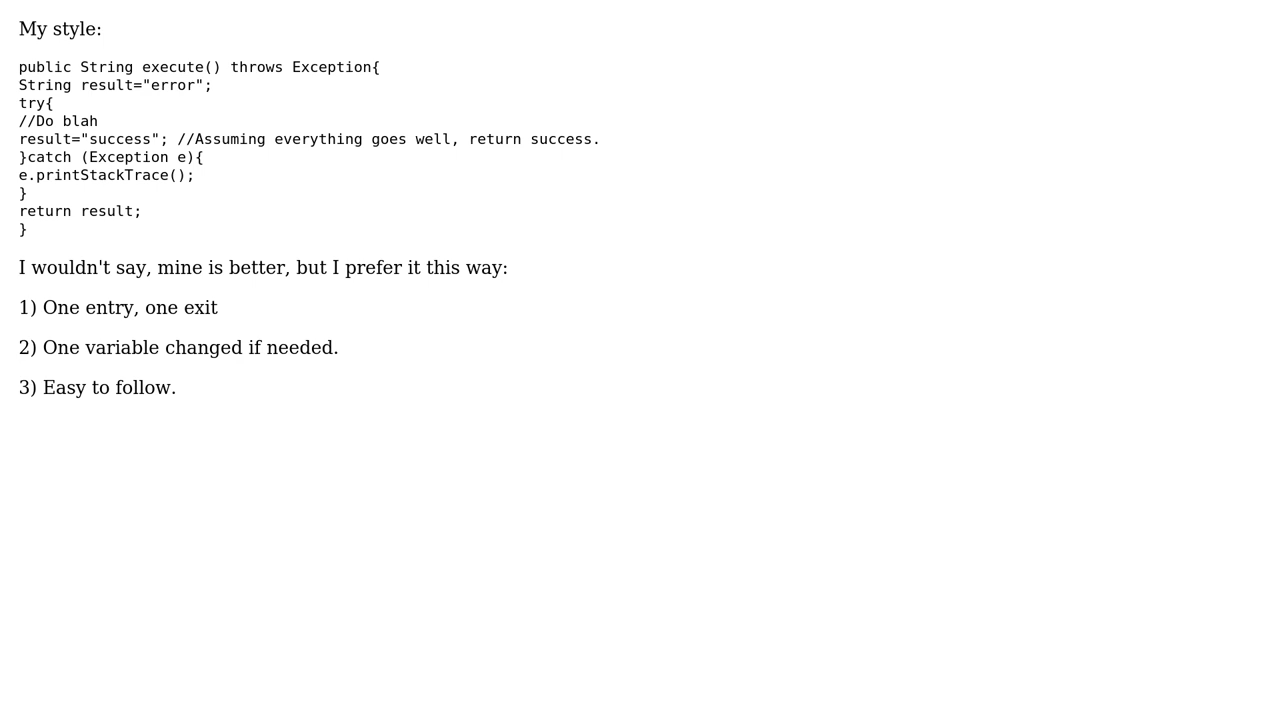 My style:
public String execute() throws Exception{
String result="error";
try{
//Do blah
result="success"; //Assuming everything goes well, return success.
}catch (Exception e){
e.printStackTrace();
}
return result;
}
I wouldn't say, mine is better, but I prefer it this way:
1) One entry, one exit
2) One variable changed if needed.
3) Easy to follow.